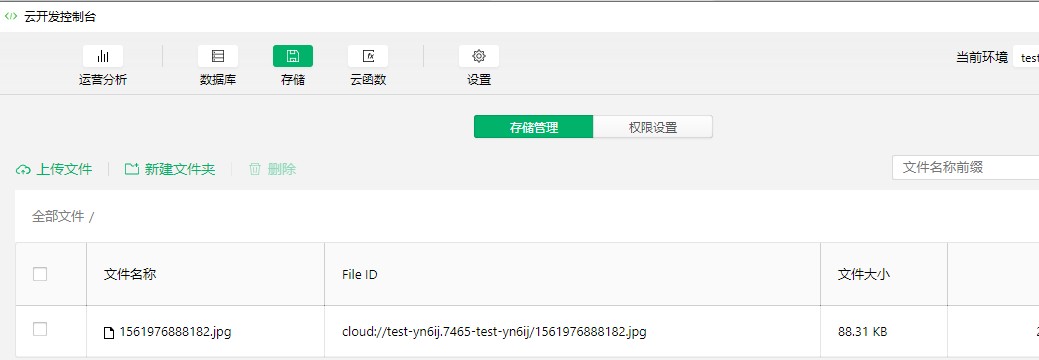 云开发控制台
运营分析 数据库 存储 云函数 设置 当前环境 test
存储管理 权限设置
上传文件 新建文件夹 删除 文件名称前缀
全部文件 /
文件名称 File ID 文件大小
1561976888182.jpg cloud://test-yn6ij.7465-test-yn6ij/1561976888182.jpg 88.31 KB 2